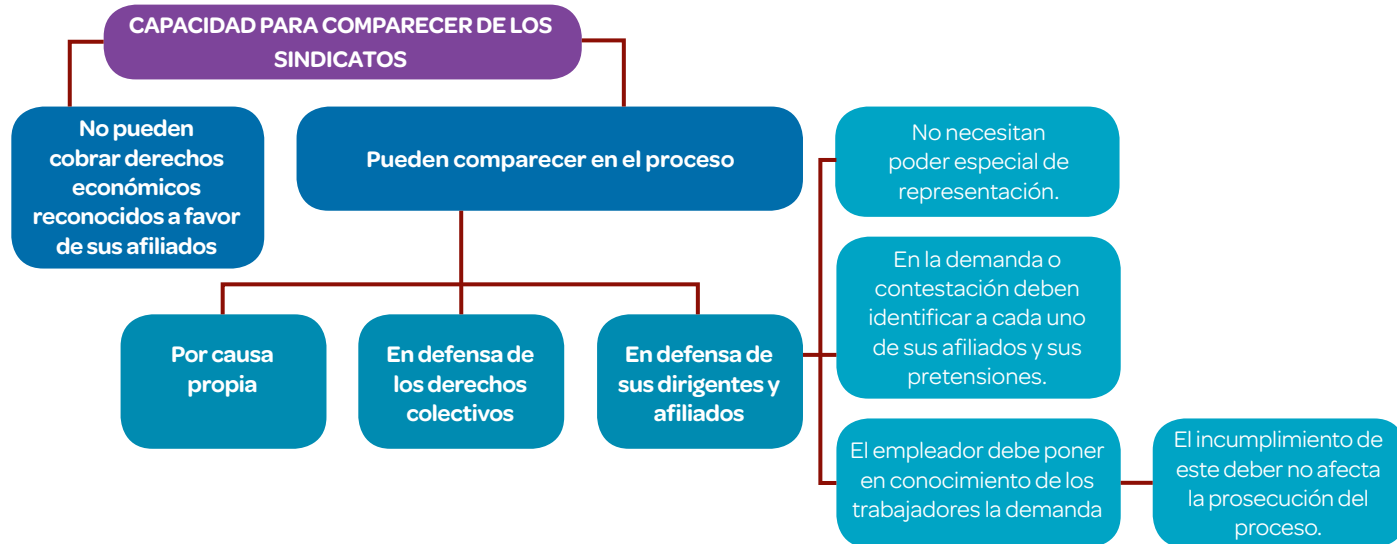 CAPACIDAD PARA COMPARECER DE LOS
SINDICATOS
No pueden
cobrar derechos
económicos
reconocidos a favor
de sus afiliados
Pueden comparecer en el proceso
No necesitan
poder especial de
representación.
En la demanda o
contestación deben
identificar a cada uno
de sus afiliados y sus
pretensiones.
Por causa
propia
En defensa de
los derechos
colectivos
En defensa de
sus dirigentes y
afiliados
El empleador debe poner
en conocimiento de los
trabajadores la demanda
El incumplimiento de
este deber no afecta
la prosecución del
proceso.